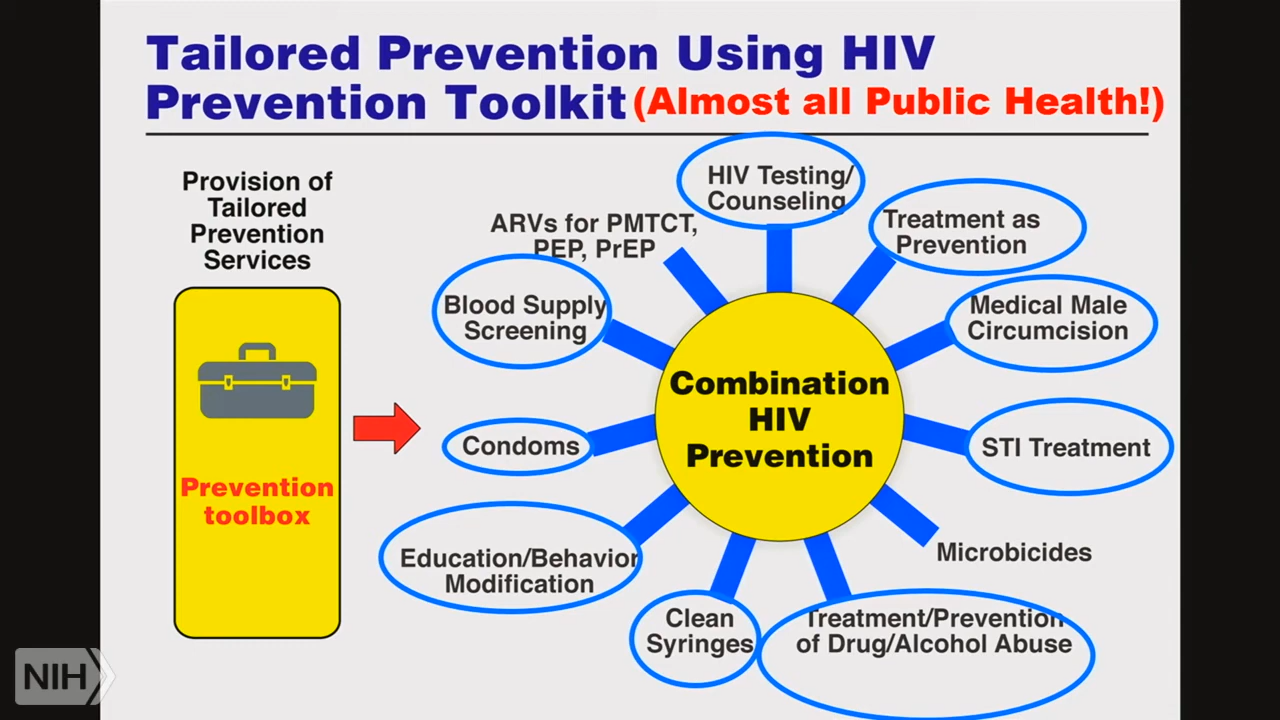 Tailored Prevention Using HIV
Prevention Toolkit (Almost all Public Health!)
Provision of
Tailored
Prevention
Services
Prevention
toolbox
HIV Testing/
Counseling
Treatment as
Prevention
Medical Male
Circumcision
STI Treatment
Microbicides
Treatment/Prevention
of Drug/Alcohol Abuse
Clean
Syringes
Education/Behavior
Modification
Condoms
Blood Supply
Screening
ARVs for PMTCT,
PEP, PrEP
Combination
HIV
Prevention
NIH